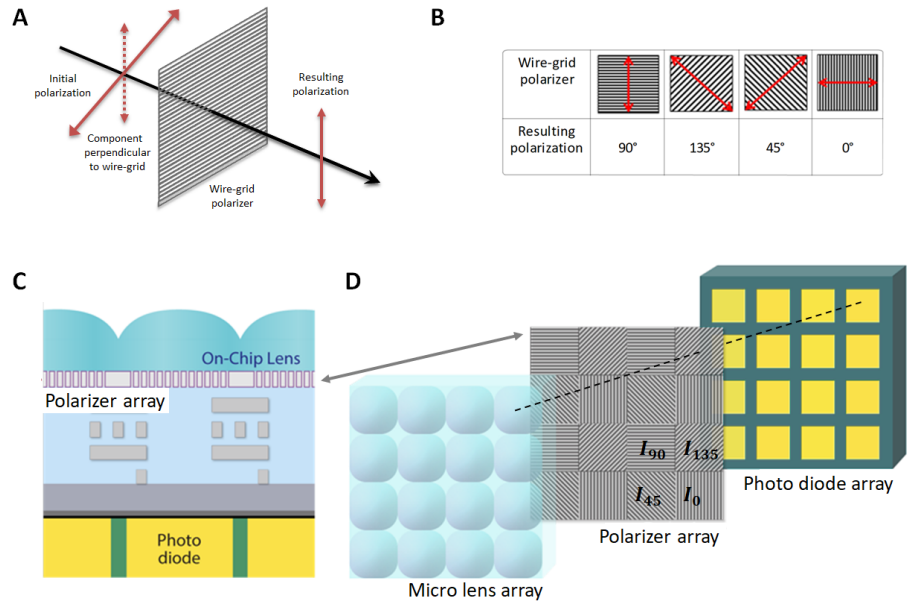 A
Initial
polarization
Component
perpendicular
to wire-grid
Wire-grid
polarizer
Resulting
polarization
B
Wire-grid
polarizer
Resulting
polarization
90°
135°
45°
0°
C
On-Chip Lens
Polarizer array
Photo
diode
D
I90
I135
I45
I0
Photo diode array
Polarizer array
Micro lens array